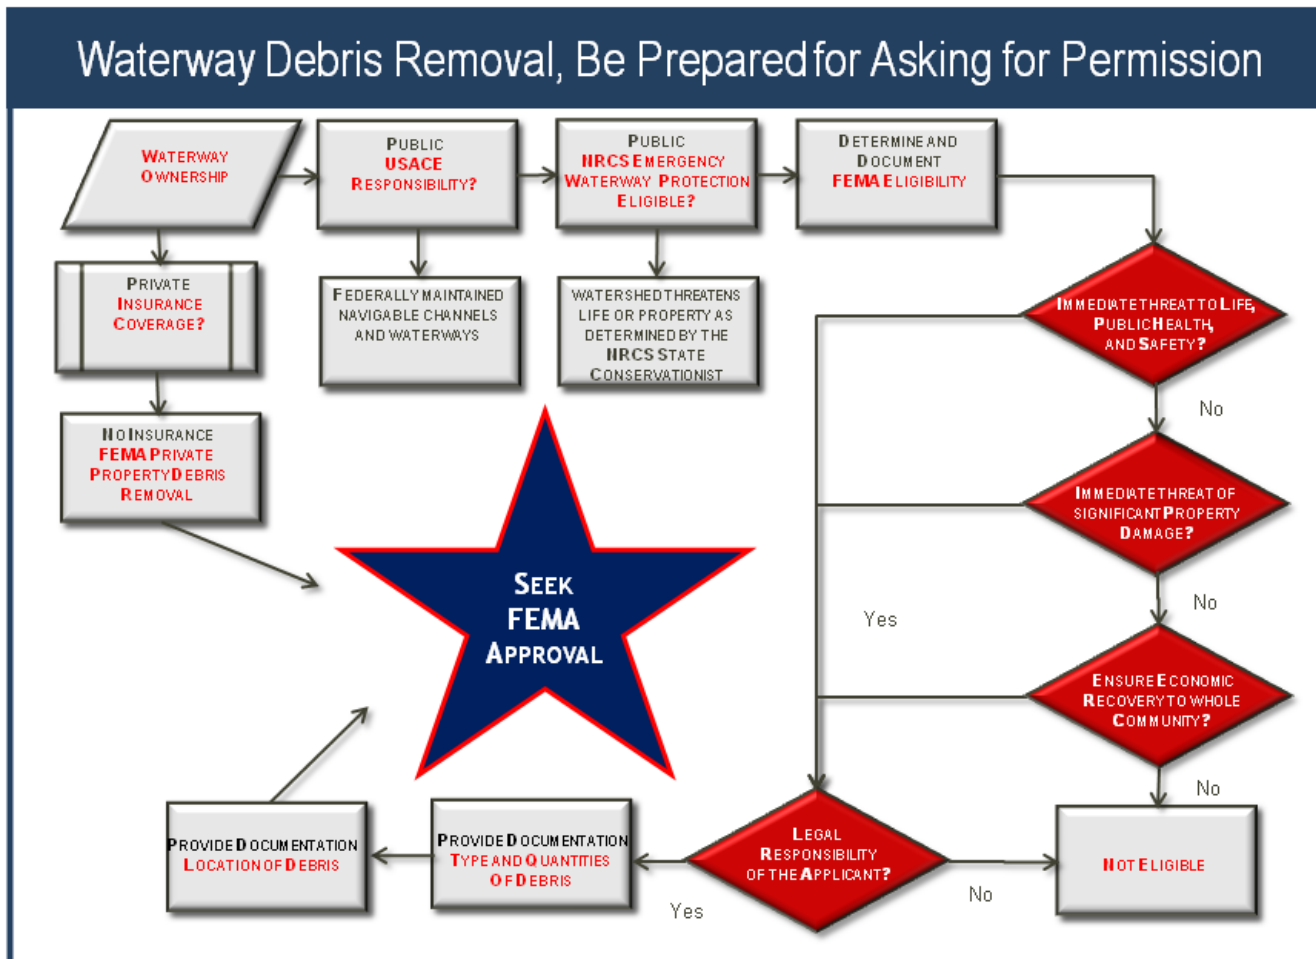 Waterway Debris Removal, Be Prepared for Asking for Permission
WATERWAY
OWNERSHIP
PUBLIC
USACE
RESPONSIBILITY?
PUBLIC
NRCS EMERGENCY
WATERWAY PROTECTION
ELIGIBLE?
DETERMINE AND
DOCUMENT
FEMA ELIGIBILITY
PRIVATE
INSURANCE
COVERAGE?
FEDERALLY MAINTAINED
NAVIGABLE CHANNELS
AND WATERWAYS
WATERSHED THREATENS
LIFE OR PROPERTY AS
DETERMINED BY THE
NRCS STATE
CONSERVATIONIST
IMMEDIATE THREAT TO LIFE,
PUBLIC HEALTH,
AND SAFETY?
No
NO INSURANCE
FEMA PRIVATE
PROPERTY DEBRIS
REMOVAL
IMMEDIATE THREAT OF
SIGNIFICANT PROPERTY
DAMAGE?
No
SEEK
FEMA
APPROVAL
Yes
ENSURE ECONOMIC
RECOVERY TO WHOLE
COMMUNITY?
No
PROVIDE DOCUMENTATION
LOCATION OF DEBRIS
PROVIDE DOCUMENTATION
TYPE AND QUANTITIES
OF DEBRIS
Yes
LEGAL
RESPONSIBILITY
OF THE APPLICANT?
No
NOT ELIGIBLE